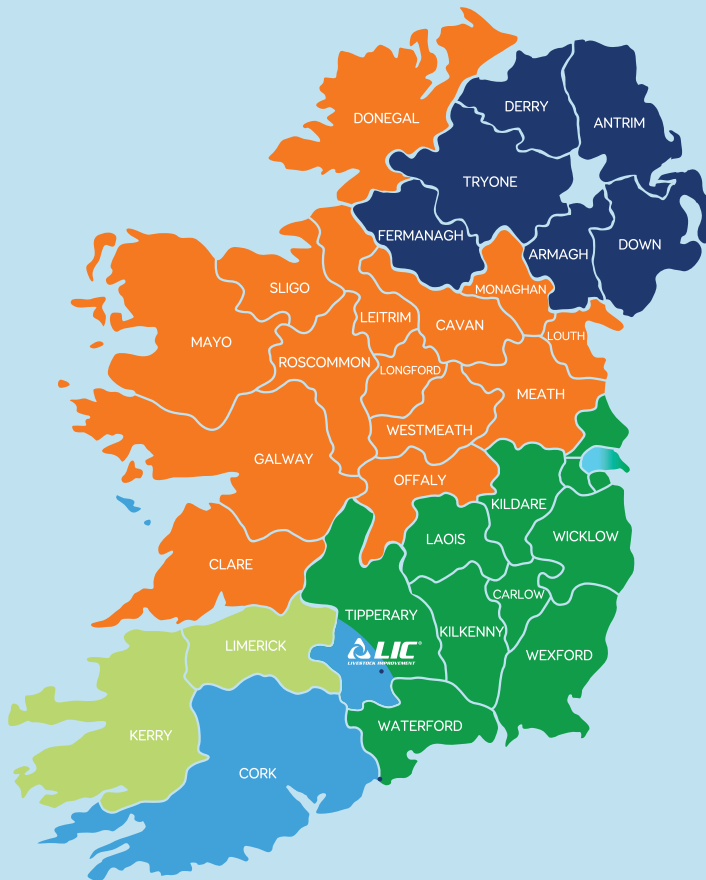 DONEGAL
DERRY
ANTRIM
TRYONE
FERMANAGH
ARMAGH
DOWN
MONAGHAN
SLIGO
LEITRIM
CAVAN
LOUTH
MAYO
ROSCOMMON
LONGFORD
MEATH
WESTMEATH
GALWAY
OFFALY
KILDARE
LAOIS
WICKLOW
CLARE
CARLOW
TIPPERARY
KILKENNY
LIMERICK
LIC®
LIVESTOCK IMPROVEMENT
WEXFORD
WATERFORD
KERRY
CORK